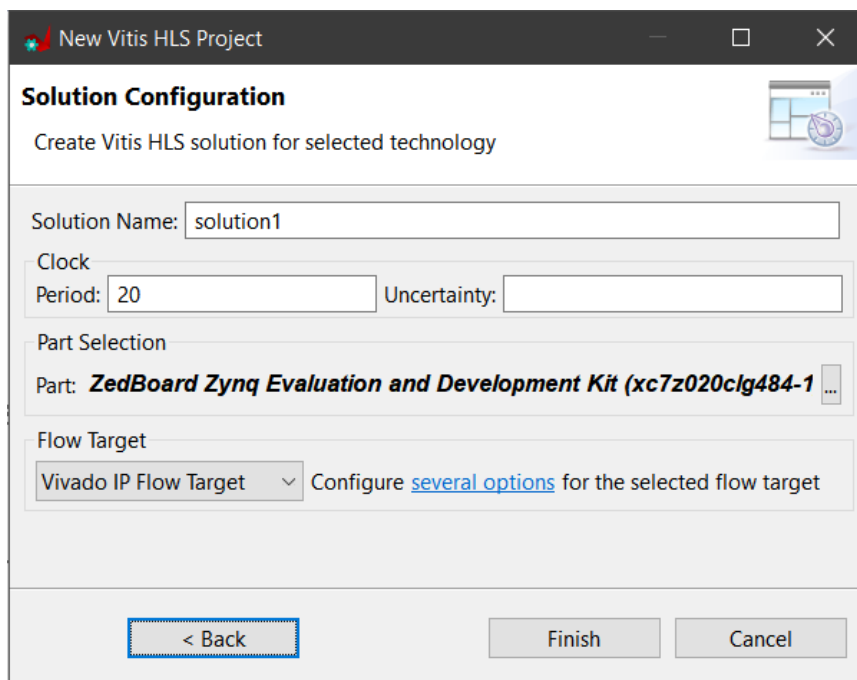 New Vitis HLS Project
Solution Configuration
Create Vitis HLS solution for selected technology
Solution Name: solution1
Clock
Period: 20 Uncertainty:
Part Selection
Part: ZedBoard Zynq Evaluation and Development Kit (xc7z020clg484-1 ...
Flow Target
Vivado IP Flow Target Configure several options for the selected flow target
< Back Finish Cancel